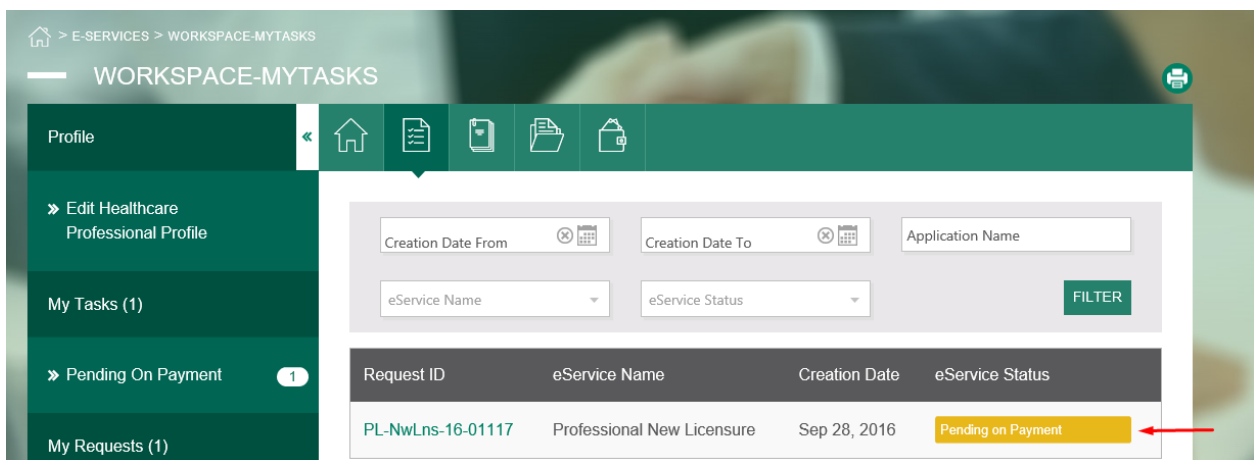 > E-SERVICES > WORKSPACE-MYTASKS
WORKSPACE-MYTASKS
Profile
«
» Edit Healthcare
Professional Profile
My Tasks (1)
» Pending On Payment 1
My Requests (1)
Creation Date From
Creation Date To
Application Name
eService Name
eService Status
FILTER
Request ID eService Name Creation Date eService Status
PL-NwLns-16-01117 Professional New Licensure Sep 28, 2016 Pending on Payment